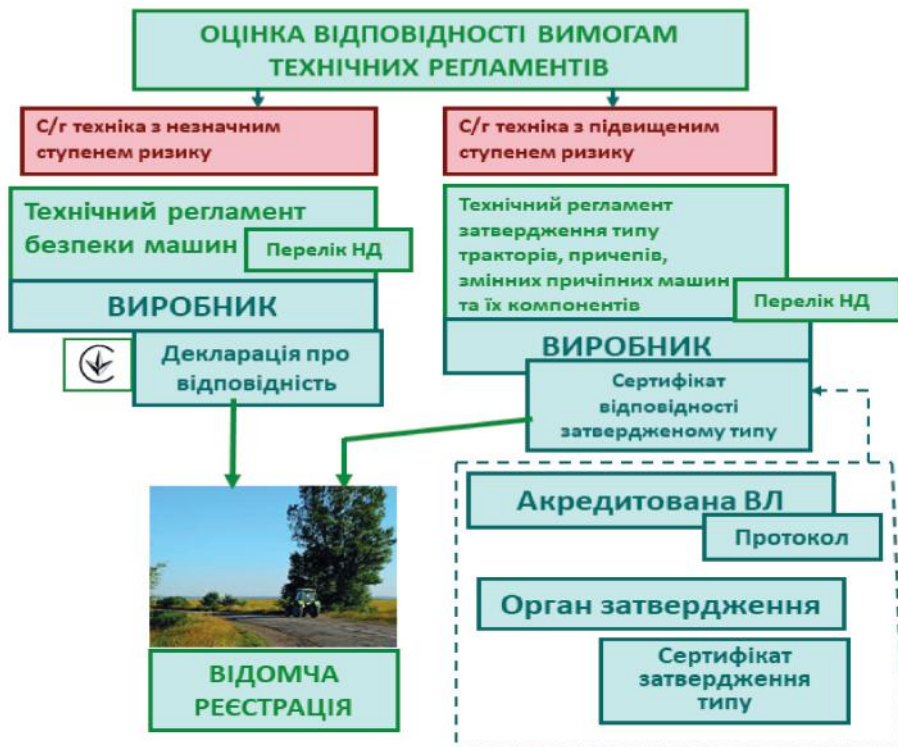 ОЦІНКА ВІДПОВІДНОСТІ ВИМОГАМ
ТЕХНІЧНИХ РЕГЛАМЕНТІВ
С/г техніка з незначним
ступенем ризику
С/г техніка з підвищеним
ступенем ризику
Технічний регламент
безпеки машин
Перелік НД
ВИРОБНИК
Декларація про
відповідність
Технічний регламент
затвердження типу
тракторів, причепів,
змінних причіпних машин
та їх компонентів
Перелік НД
ВИРОБНИК
Сертифікат
відповідності
затвердженому типу
Акредитована ВЛ
Протокол
Орган затвердження
Сертифікат
затвердження
типу
ВІДОМЧА
РЕЄСТРАЦІЯ